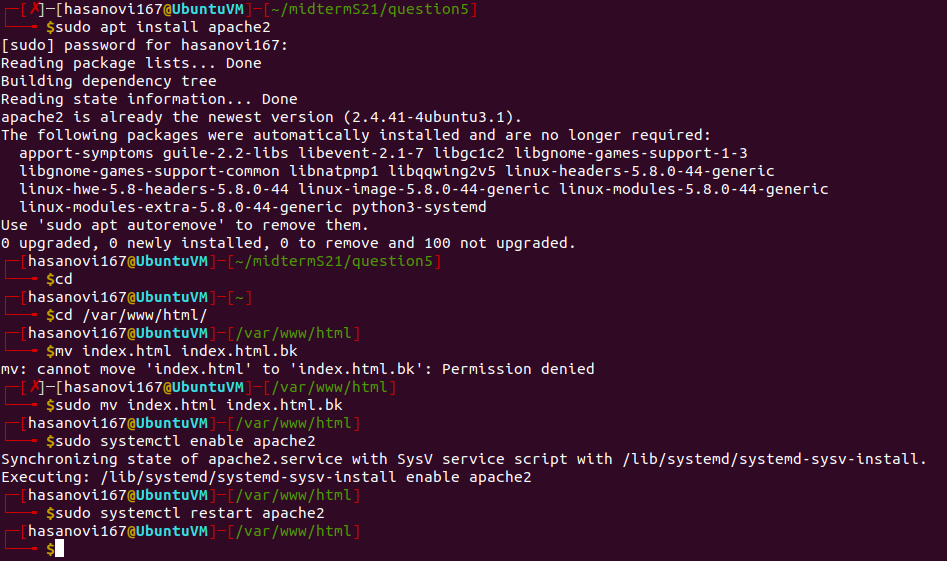 ┌─[✗]─[hasanovi167@UbuntuVM]─[~/midtermS21/question5]
└──╼ $sudo apt install apache2
[sudo] password for hasanovi167:
Reading package lists... Done
Building dependency tree
Reading state information... Done
apache2 is already the newest version (2.4.41-4ubuntu3.1).
The following packages were automatically installed and are no longer required:
  apport-symptoms guile-2.2-libs libevent-2.1-7 libgc1c2 libgnome-games-support-1-3
  libgnome-games-support-common libnatpmp1 libqqwing2v5 linux-headers-5.8.0-44-generic
  linux-hwe-5.8-headers-5.8.0-44 linux-image-5.8.0-44-generic linux-modules-5.8.0-44-generic
  linux-modules-extra-5.8.0-44-generic python3-systemd
Use 'sudo apt autoremove' to remove them.
0 upgraded, 0 newly installed, 0 to remove and 100 not upgraded.
┌─[hasanovi167@UbuntuVM]─[~/midtermS21/question5]
└──╼ $cd
┌─[hasanovi167@UbuntuVM]─[~]
└──╼ $cd /var/www/html/
┌─[hasanovi167@UbuntuVM]─[/var/www/html]
└──╼ $mv index.html index.html.bk
mv: cannot move 'index.html' to 'index.html.bk': Permission denied
┌─[✗]─[hasanovi167@UbuntuVM]─[/var/www/html]
└──╼ $sudo mv index.html index.html.bk
┌─[hasanovi167@UbuntuVM]─[/var/www/html]
└──╼ $sudo systemctl enable apache2
Synchronizing state of apache2.service with SysV service script with /lib/systemd/systemd-sysv-install.
Executing: /lib/systemd/systemd-sysv-install enable apache2
┌─[hasanovi167@UbuntuVM]─[/var/www/html]
└──╼ $sudo systemctl restart apache2
┌─[hasanovi167@UbuntuVM]─[/var/www/html]
└──╼ $